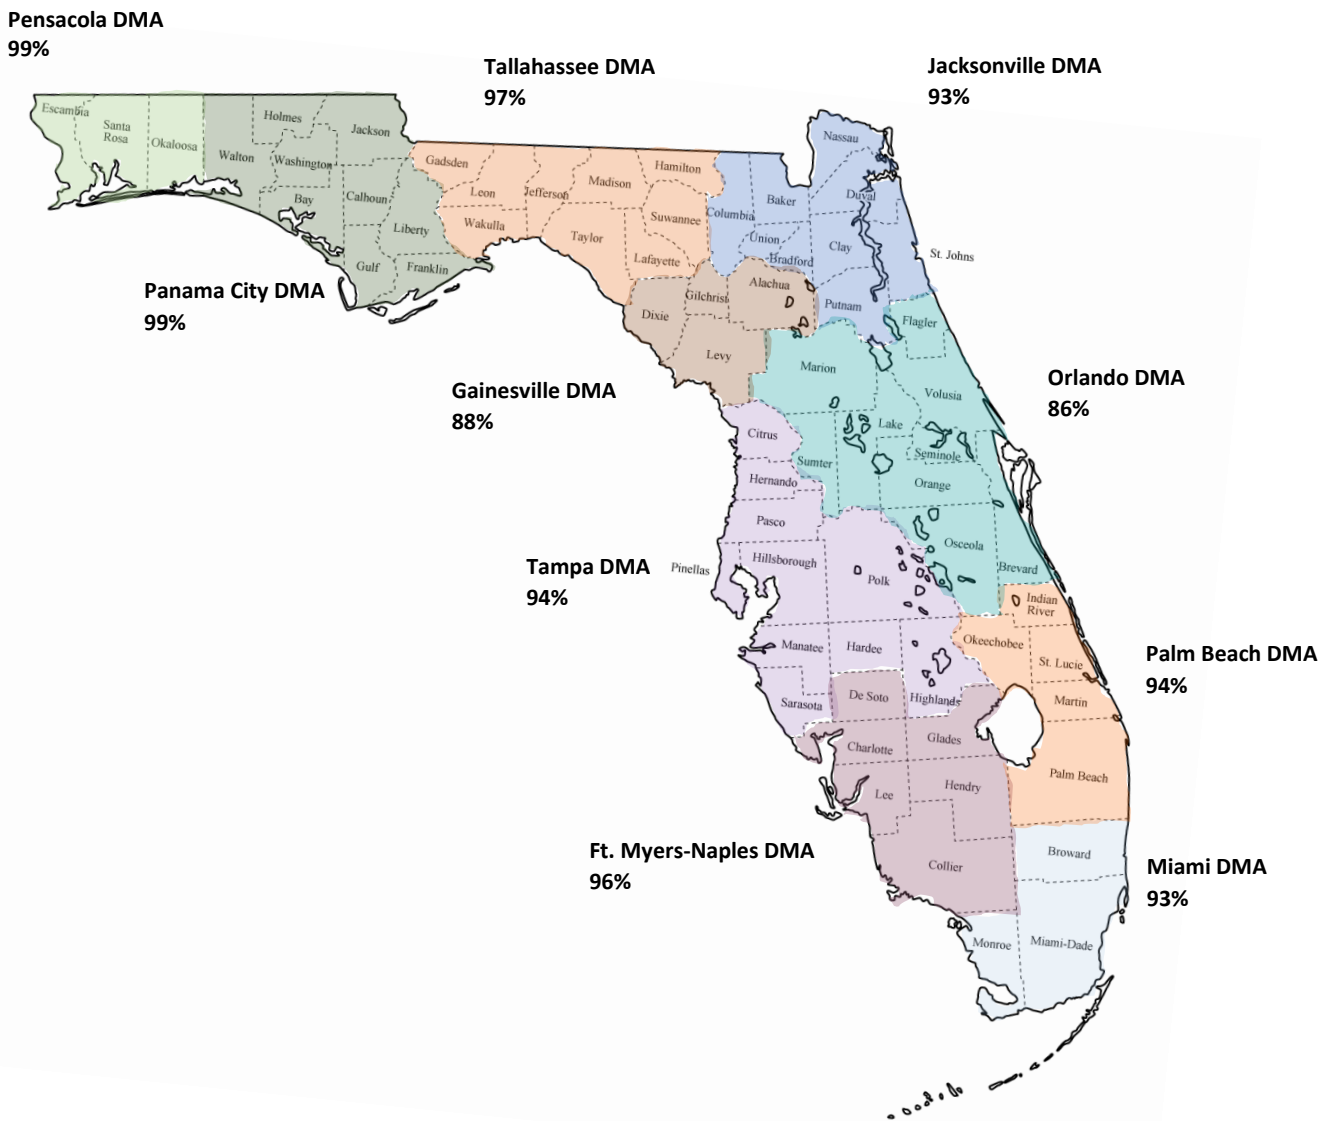 Pensacola DMA
99%
Tallahassee DMA
97%
Jacksonville DMA
93%
Escambia
Santa
Rosa
Okaloosa
Holmes
Jackson
Walton
Washington
Bay
Calhoun
Liberty
Gulf
Franklin
Gadsden
Leon
Jefferson
Madison
Hamilton
Wakulla
Taylor
Suwannee
Lafayette
Nassau
Columbia
Baker
Duval
Union
Bradford
Clay
St. Johns
Putnam
Panama City DMA
99%
Dixie
Gilchrist
Alachua
Levy
Flagler
Marion
Volusia
Gainesville DMA
88%
Orlando DMA
86%
Citrus
Lake
Sumter
Seminole
Hernando
Orange
Pasco
Osceola
Brevard
Tampa DMA
94%
Pinellas
Hillsborough
Polk
Indian
River
Manatee
Hardee
Okeechobee
St. Lucie
Palm Beach DMA
94%
Sarasota
De Soto
Highlands
Martin
Charlotte
Glades
Lee
Hendry
Palm Beach
Ft. Myers-Naples DMA
96%
Collier
Broward
Miami DMA
93%
Monroe
Miami-Dade